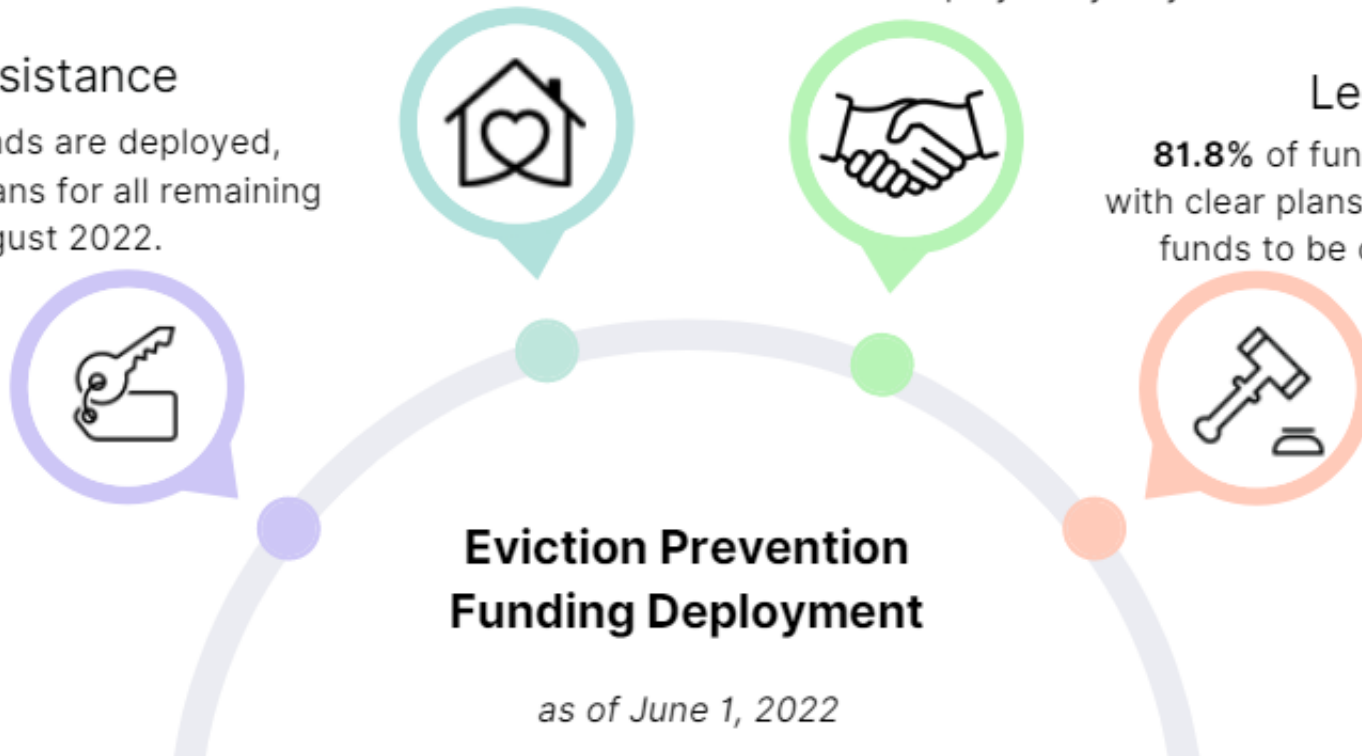 sistance
ds are deployed,
ans for all remaining
gust 2022.
Le
81.8% of fun
with clear plans
funds to be
Eviction Prevention
Funding Deployment
as of June 1, 2022